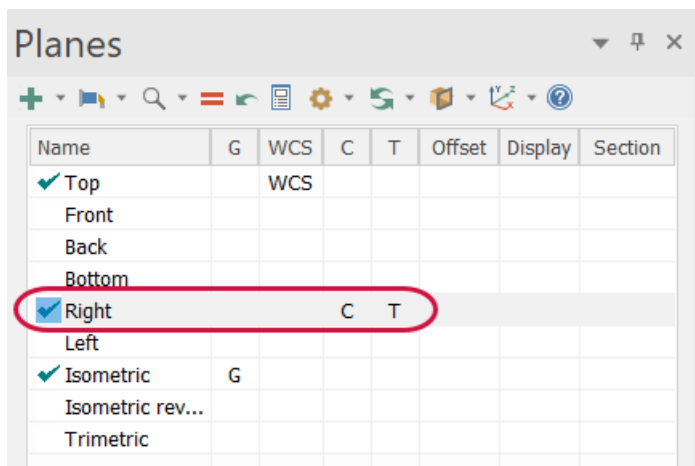 Planes
Name G WCS C T Offset Display Section
Top WCS
Front
Back
Bottom
Right C T
Left
Isometric G
Isometric rev...
Trimetric